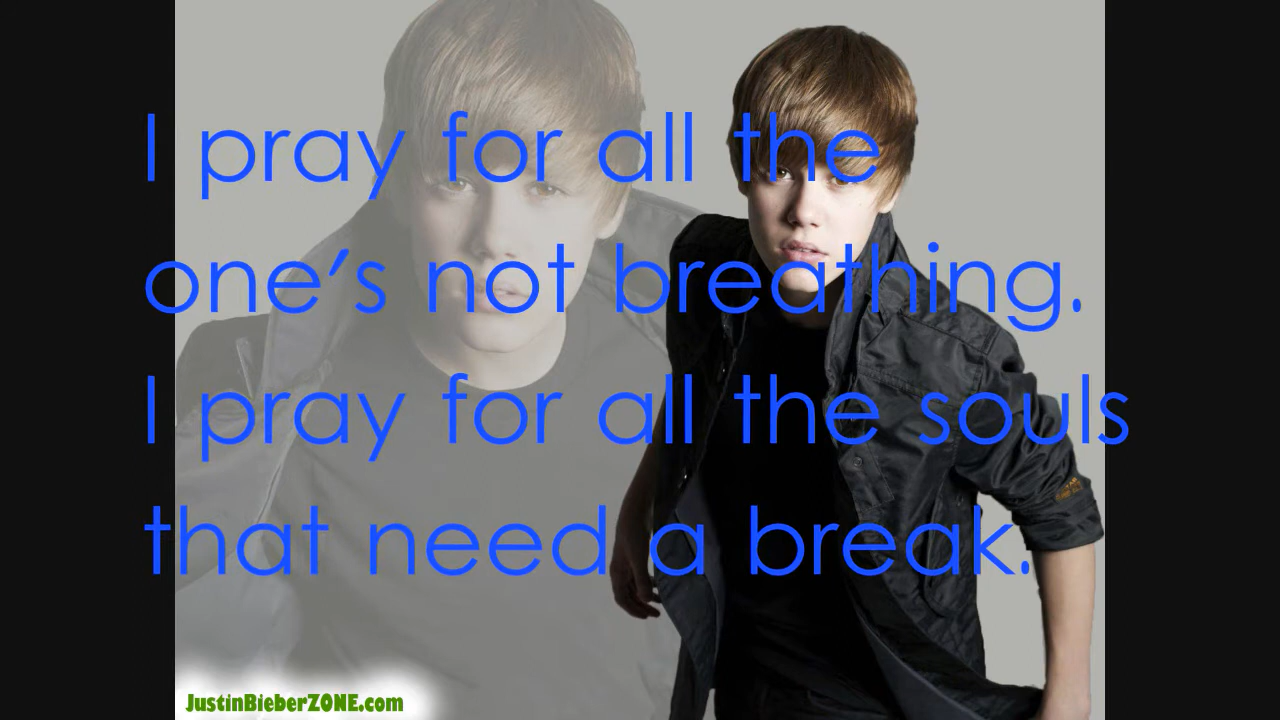 I pray for all the
one's not breathing.
I pray for all the souls
that need a break.
JustinBieberZONE.com